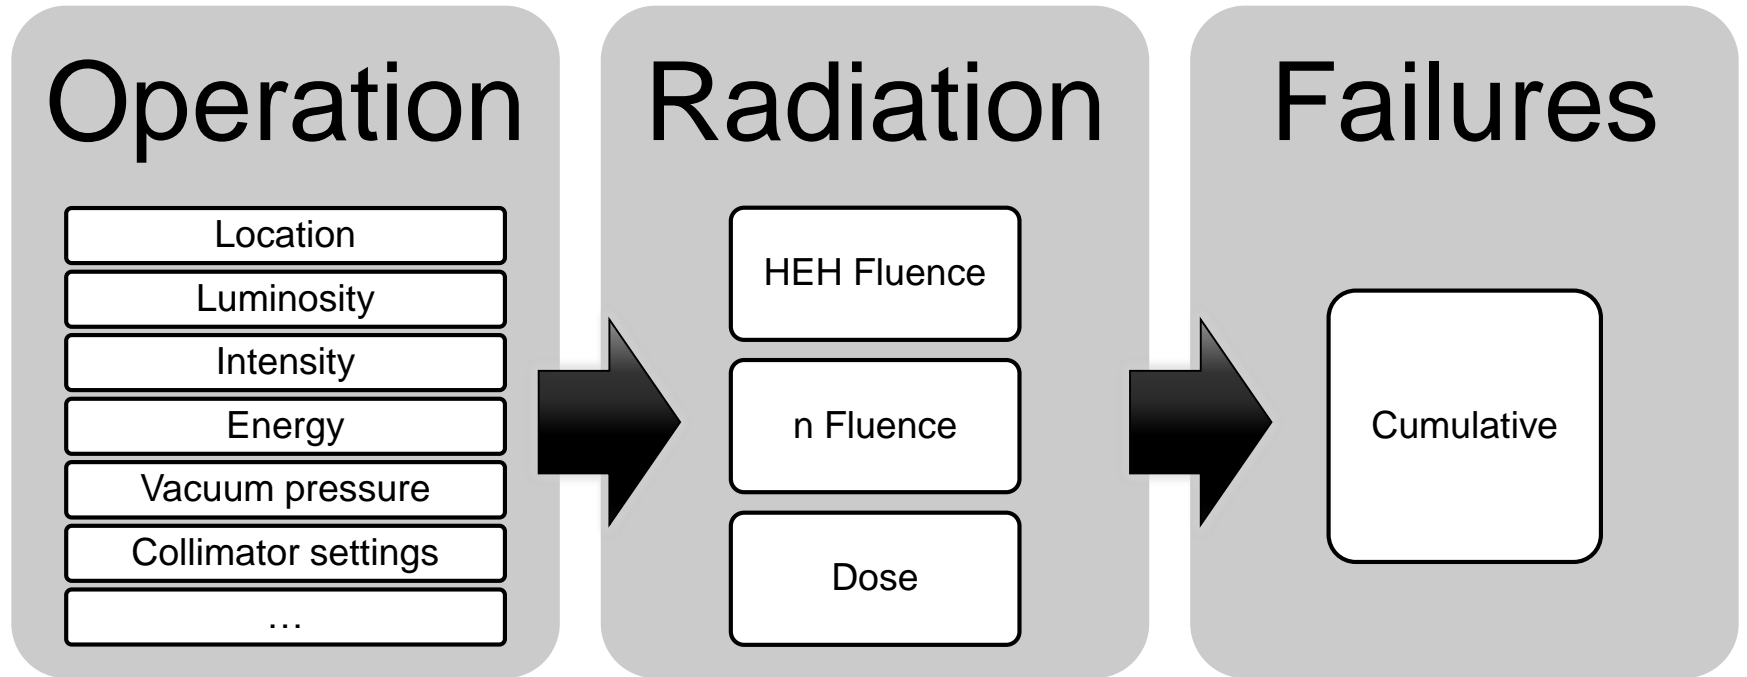 Operation
Location
Luminosity
Intensity
Energy
Vacuum pressure
Collimator settings
…
Radiation
HEH Fluence
n Fluence
Dose
Failures
Cumulative